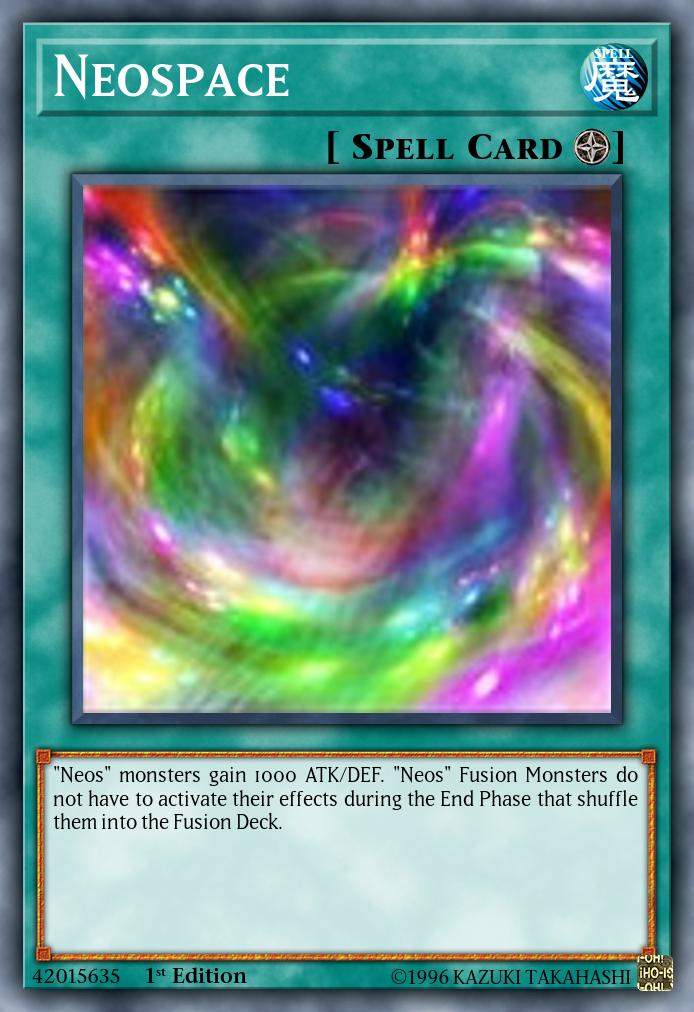 NEOSPACE
SPELL
魔
[ SPELL CARD ]
"Neos" monsters gain 1000 ATK/DEF. "Neos" Fusion Monsters do
not have to activate their effects during the End Phase that shuffle
them into the Fusion Deck.
42015635 1st Edition ©1996 KAZUKI TAKAHASHI